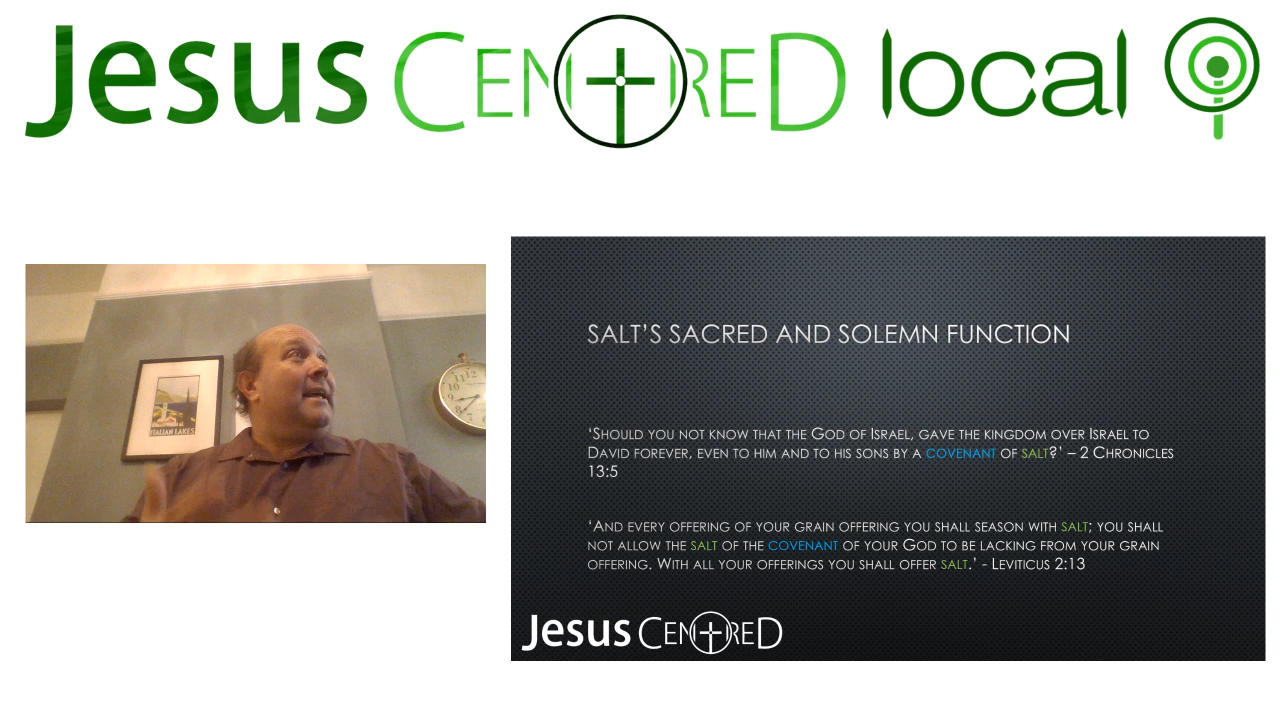 Jesus CENTRED local
ITALIAN LAKES
SALT'S SACRED AND SOLEMN FUNCTION
'SHOULD YOU NOT KNOW THAT THE GOD OF ISRAEL, GAVE THE KINGDOM OVER ISRAEL TO
DAVID FOREVER, EVEN TO HIM AND TO HIS SONS BY A COVENANT OF SALT?' – 2 CHRONICLES
13:5
'AND EVERY OFFERING OF YOUR GRAIN OFFERING YOU SHALL SEASON WITH SALT; YOU SHALL
NOT ALLOW THE SALT OF THE COVENANT OF YOUR GOD TO BE LACKING FROM YOUR GRAIN
OFFERING. WITH ALL YOUR OFFERINGS YOU SHALL OFFER SALT.' - LEVITICUS 2:13
Jesus CENTRED